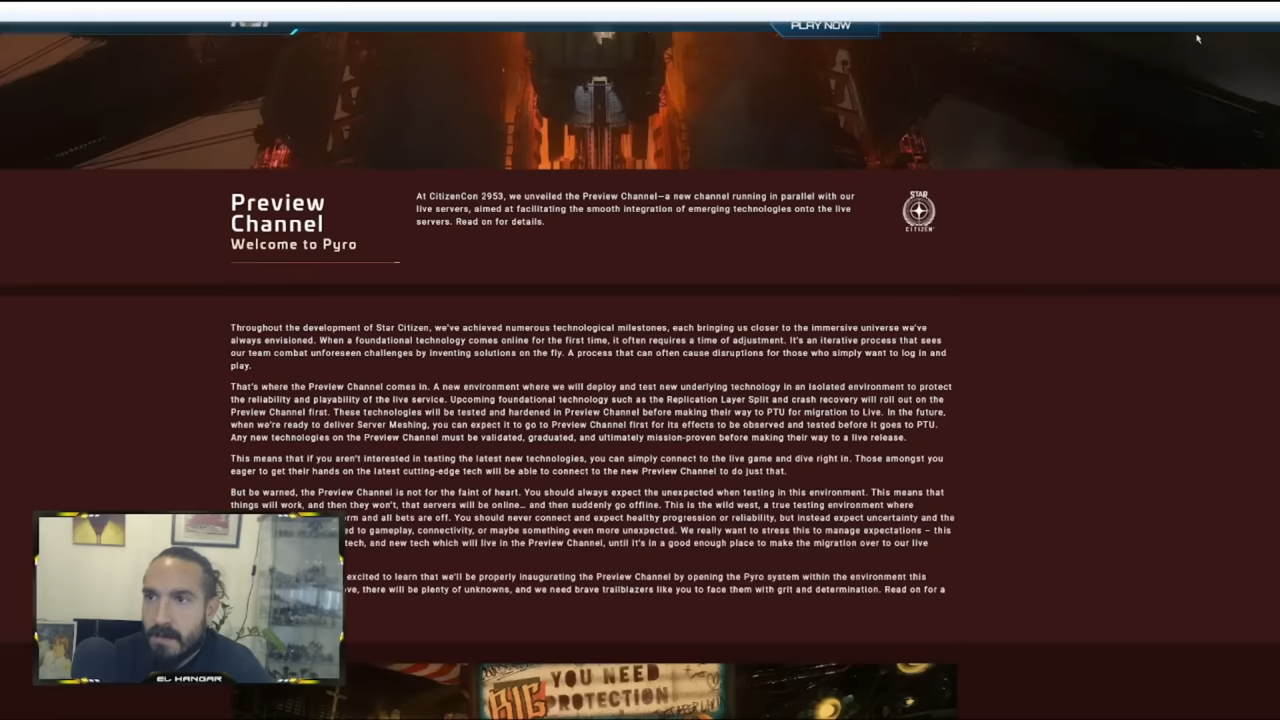 PLAY NOW
Preview
Channel
Welcome to Pyro
At CitizenCon 2953, we unveiled the Preview Channel—a new channel running in parallel with our
live servers, aimed at facilitating the smooth integration of emerging technologies onto the live
servers. Read on for details.
STAR
CITIZEN
Throughout the development of Star Citizen, we've achieved numerous technological milestones, each bringing us closer to the immersive universe we've
always envisioned. When a foundational technology comes online for the first time, it often requires a time of adjustment. It's an iterative process that sees
our team combat unforeseen challenges by inventing solutions on the fly. A process that can often cause disruptions for those who simply want to log in and
play.
That's where the Preview Channel comes in. A new environment where we will deploy and test new underlying technology in an isolated environment to protect
the reliability and playability of the live service. Upcoming foundational technology such as the Replication Layer Split and crash recovery will roll out on the
Preview Channel first. These technologies will be tested and hardened in Preview Channel before making their way to PTU for migration to Live. In the future,
when we're ready to deliver Server Meshing, you can expect it to go to Preview Channel first for its effects to be observed and tested before it goes to PTU.
Any new technologies on the Preview Channel must be validated, graduated, and ultimately mission-proven before making their way to a live release.
This means that if you aren't interested in testing the latest new technologies, you can simply connect to the live game and dive right in. Those amongst you
eager to get their hands on the latest cutting-edge tech will be able to connect to the new Preview Channel to do just that.
But be warned, the Preview Channel is not for the faint of heart. You should always expect the unexpected when testing in this environment. This means that
things will work, and then they won't, that servers will be online... and then suddenly go offline. This is the wild west, a true testing environment where
orm and all bets are off. You should never connect and expect healthy progression or reliability, but instead expect uncertainty and the
ed to gameplay, connectivity, or maybe something even more unexpected. We really want to stress this to manage expectations – this
tech, and new tech which will live in the Preview Channel, until it's in a good enough place to make the migration over to our live
excited to learn that we'll be properly inaugurating the Preview Channel by opening the Pyro system within the environment this
ve, there will be plenty of unknowns, and we need brave trailblazers like you to face them with grit and determination. Read on for a
EL HANGAR
YOU NEED
BIG PROTECTION